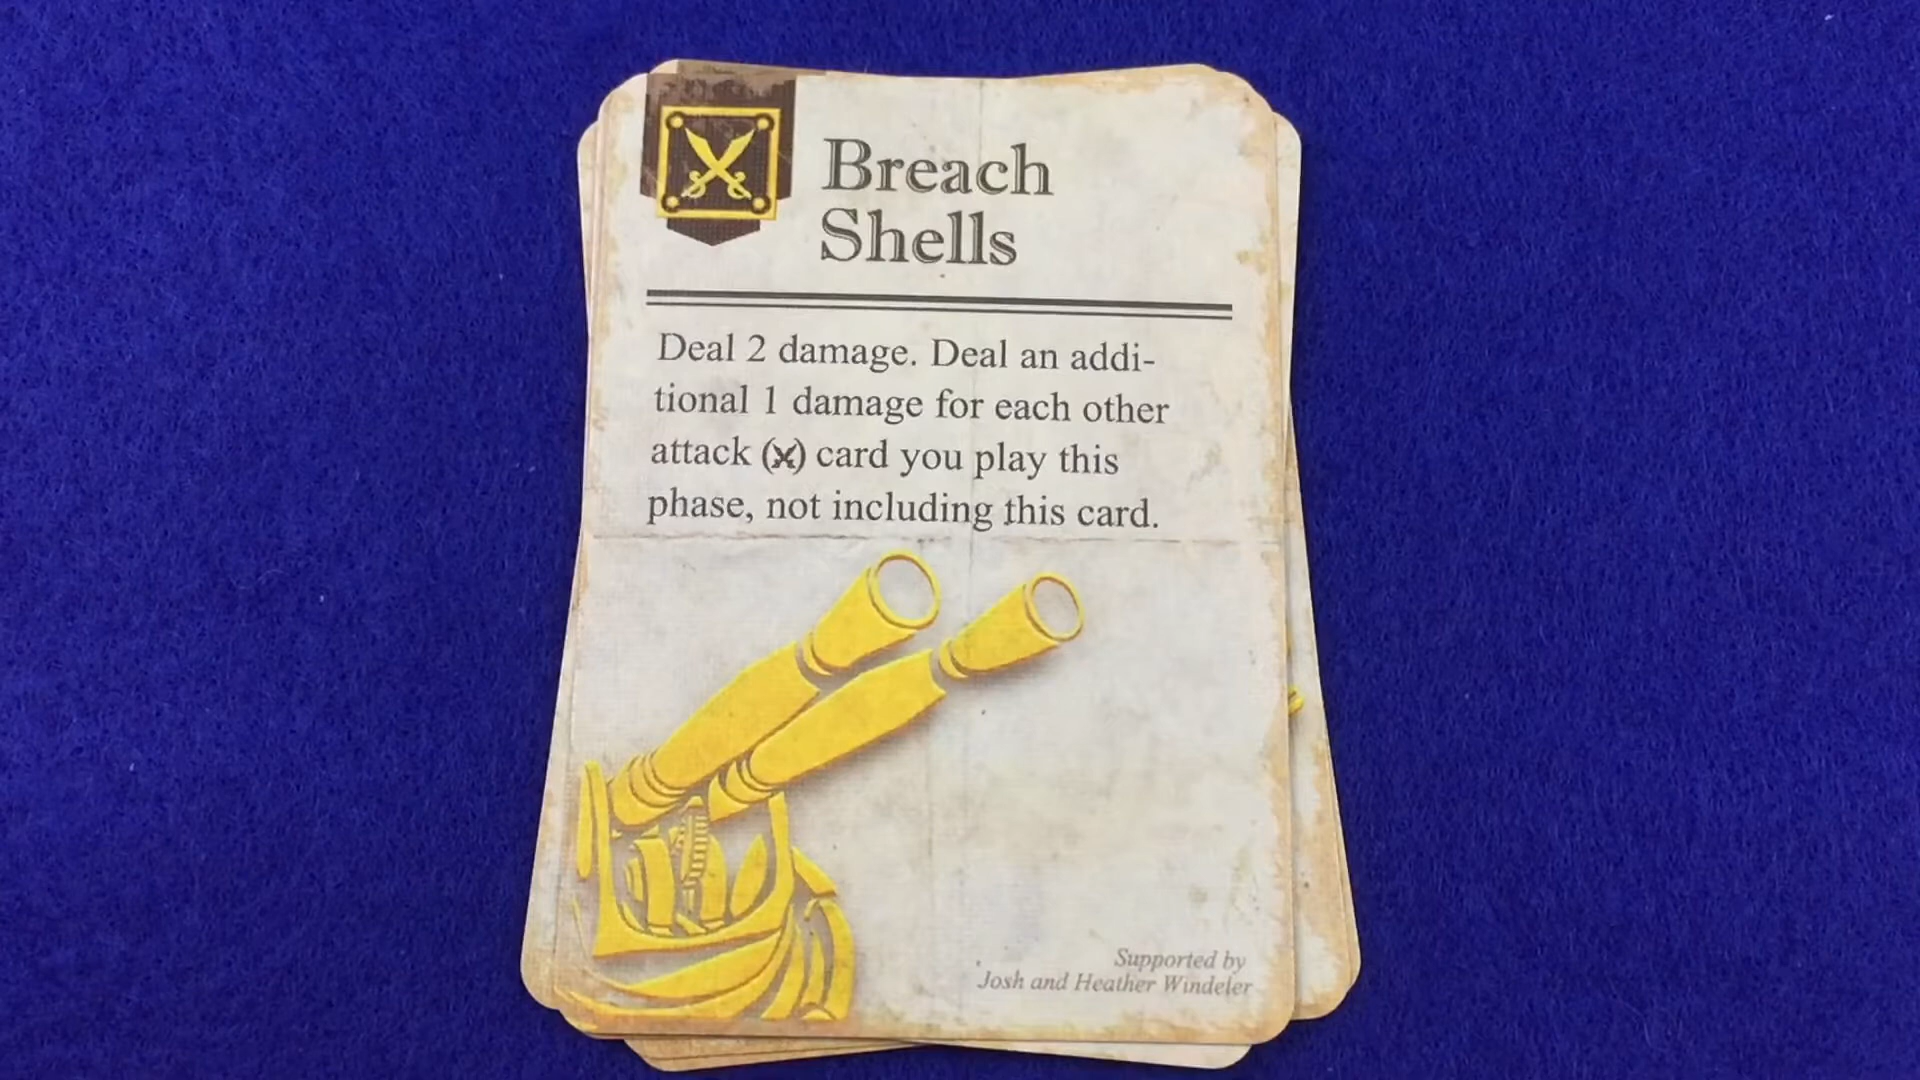 Breach
Shells
Deal 2 damage. Deal an addi-
tional 1 damage for each other
attack (⚔) card you play this
phase, not including this card.
Supported by
Josh and Heather Windeler